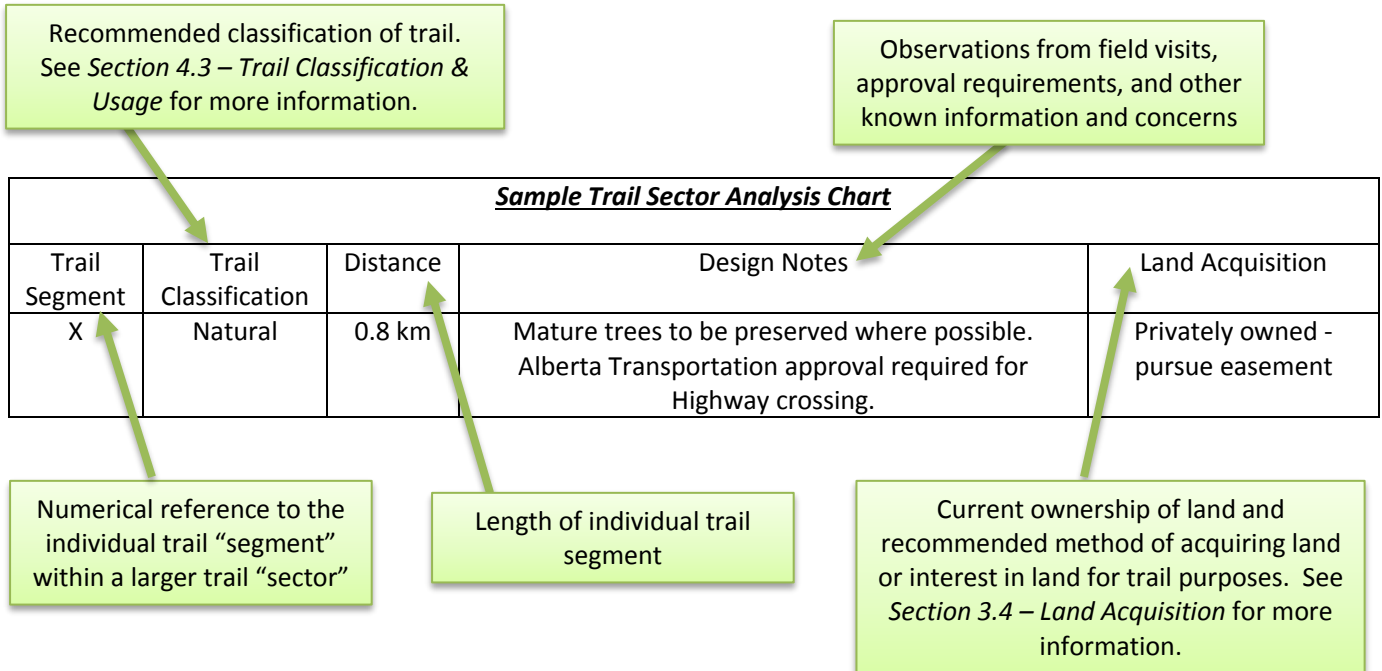 Recommended classification of trail.
See Section 4.3 – Trail Classification &
Usage for more information.
Observations from field visits,
approval requirements, and other
known information and concerns
Sample Trail Sector Analysis Chart
Trail
Segment
Trail
Classification
Distance
Design Notes
Land Acquisition
X
Natural
0.8 km
Mature trees to be preserved where possible.
Alberta Transportation approval required for
Highway crossing.
Privately owned -
pursue easement
Numerical reference to the
individual trail “segment”
within a larger trail “sector”
Length of individual trail
segment
Current ownership of land and
recommended method of acquiring land
or interest in land for trail purposes.  See
Section 3.4 – Land Acquisition for more
information.